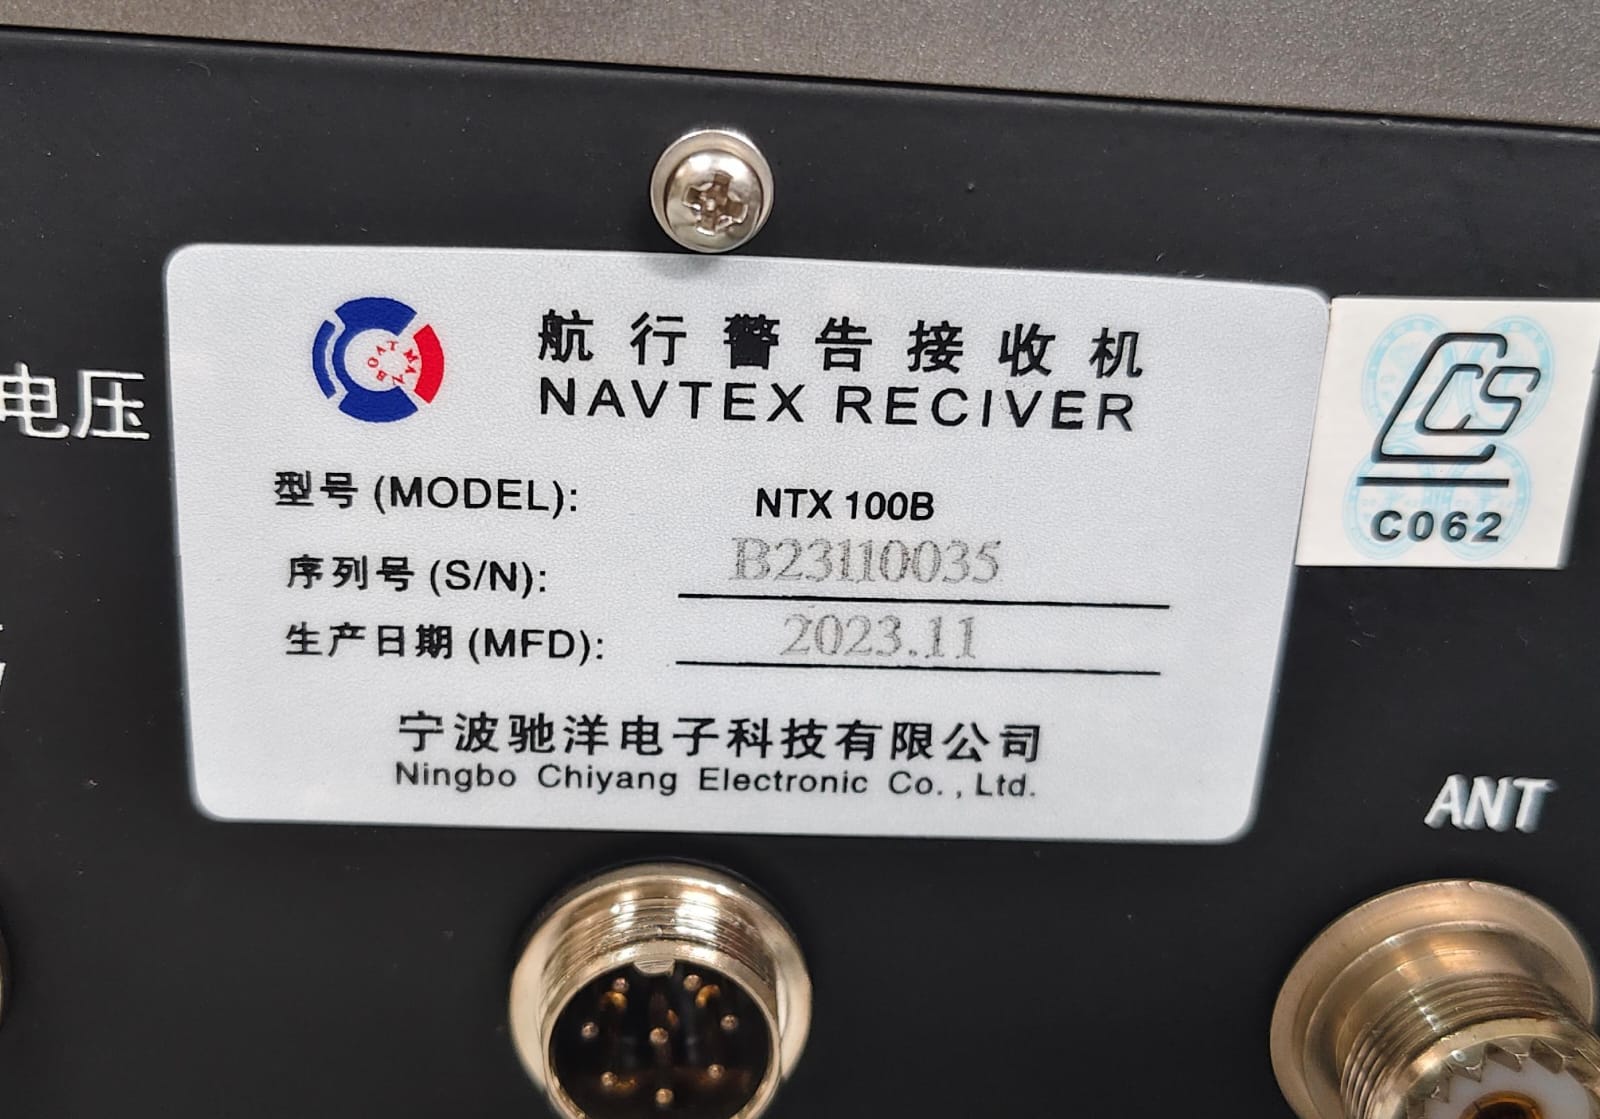 航行警告接收机
NAVTEX RECIVER
型号 (MODEL): NTX 100B
序列号 (S/N): B23110035
生产日期 (MFD): 2023.11
宁波驰洋电子科技有限公司
Ningbo Chiyang Electronic Co., Ltd.
CCS
C062
电压
ANT